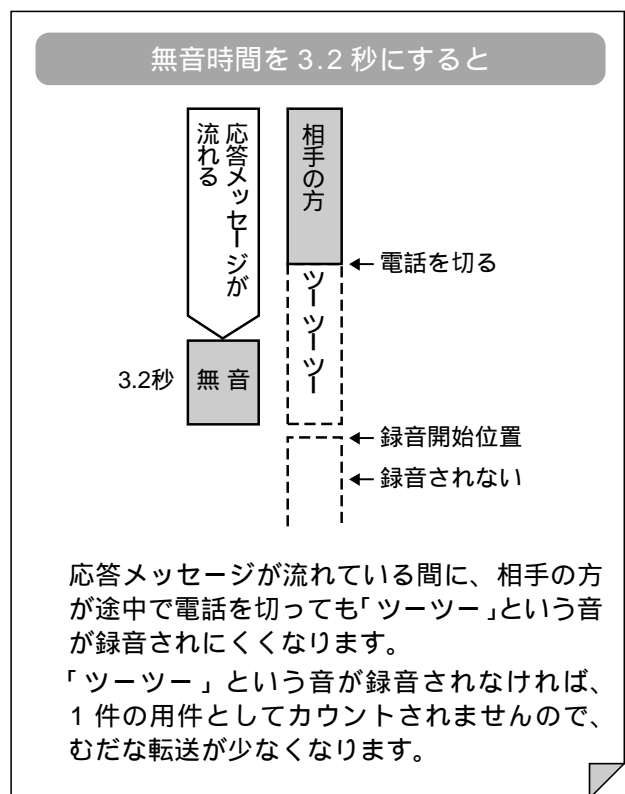 無音時間を3.2秒にすると
応答メッセージが
流れる
相手の方
電話を切る
ツーツーツー
3.2秒
無音
録音開始位置
録音されない
応答メッセージが流れている間に、相手の方
が途中で電話を切っても「ツーツー」という音
が録音されにくくなります。
「ツーツー」という音が録音されなければ、
1件の用件としてカウントされませんので、
むだな転送が少なくなります。